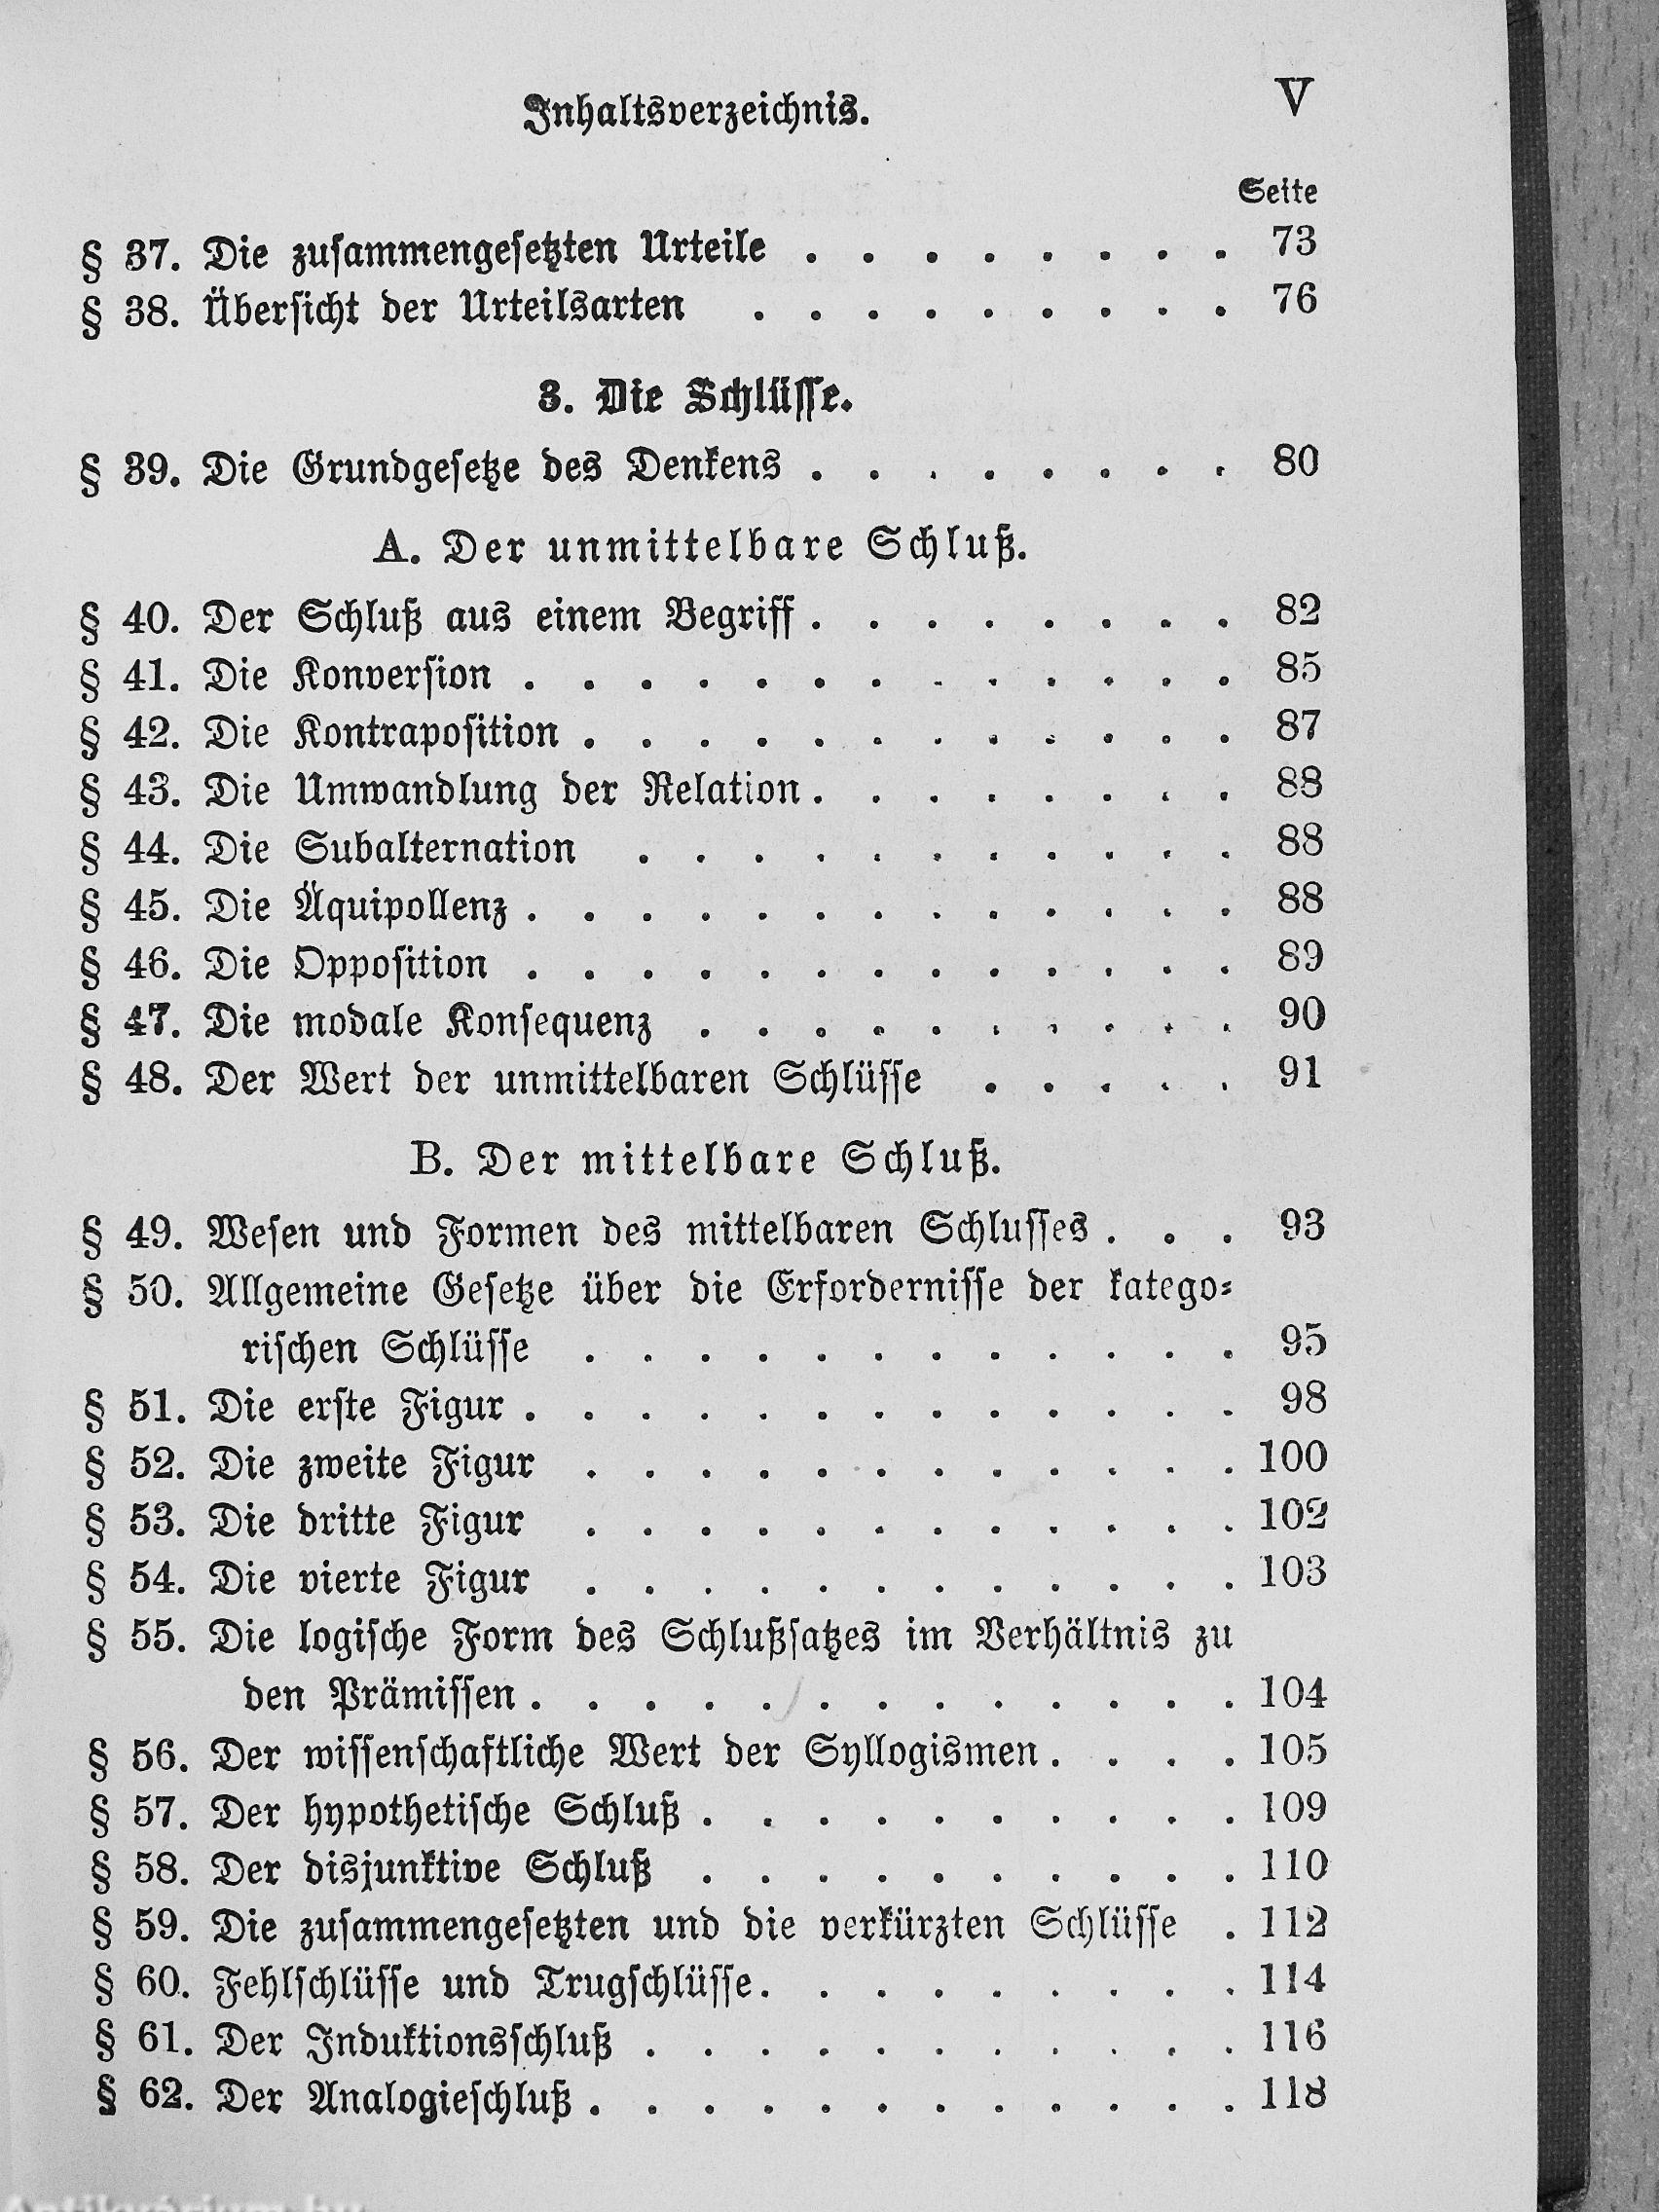 Inhaltsverzeichnis. V
Seite
§ 37. Die zuſammengeſetzten Urteile . . . . . . . . 73
§ 38. Überſicht der Urteilsarten . . . . . . . . . 76
3. Die Schlüſſe.
§ 39. Die Grundgeſetze des Denkens . . . . . . . . 80
A. Der unmittelbare Schluß.
§ 40. Der Schluß aus einem Begriff . . . . . . . . 82
§ 41. Die Konverſion . . . . . . . . . . . . . 85
§ 42. Die Kontrapoſition . . . . . . . . . . . . 87
§ 43. Die Umwandlung der Relation . . . . . . . . 88
§ 44. Die Subalternation . . . . . . . . . . . 88
§ 45. Die Äquipollenz . . . . . . . . . . . . . 88
§ 46. Die Oppoſition . . . . . . . . . . . . . 89
§ 47. Die modale Konſequenz . . . . . . . . . . 90
§ 48. Der Wert der unmittelbaren Schlüſſe . . . . . 91
B. Der mittelbare Schluß.
§ 49. Weſen und Formen des mittelbaren Schluſſes . . . 93
§ 50. Allgemeine Geſetze über die Erforderniſſe der katego⸗
riſchen Schlüſſe . . . . . . . . . . . . 95
§ 51. Die erſte Figur . . . . . . . . . . . . . 98
§ 52. Die zweite Figur . . . . . . . . . . . . 100
§ 53. Die dritte Figur . . . . . . . . . . . . 102
§ 54. Die vierte Figur . . . . . . . . . . . . 103
§ 55. Die logiſche Form des Schlußſatzes im Verhältnis zu
den Prämiſſen . . . . . . . . . . . . . 104
§ 56. Der wiſſenſchaftliche Wert der Syllogismen . . . . 105
§ 57. Der hypothetiſche Schluß . . . . . . . . . . 109
§ 58. Der disjunktive Schluß . . . . . . . . . . 110
§ 59. Die zuſammengeſetzten und die verkürzten Schlüſſe . 112
§ 60. Fehlſchlüſſe und Trugſchlüſſe . . . . . . . . . 114
§ 61. Der Induktionsſchluß . . . . . . . . . . . 116
§ 62. Der Analogieſchluß . . . . . . . . . . . . 118